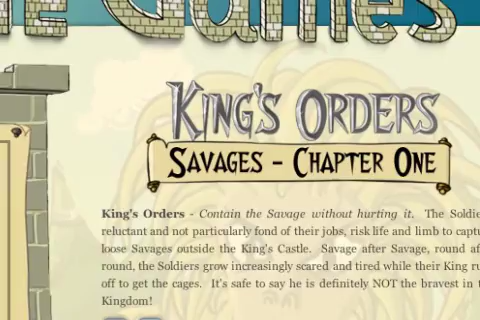 Games
KING'S ORDERS
SAVAGES - CHAPTER ONE
King's Orders - Contain the Savage without hurting it. The Soldie
reluctant and not particularly fond of their jobs, risk life and limb to captu
loose Savages outside the King's Castle. Savage after Savage, round af
round, the Soldiers grow increasingly scared and tired while their King ru
off to get the cages. It's safe to say he is definitely NOT the bravest in t
Kingdom!